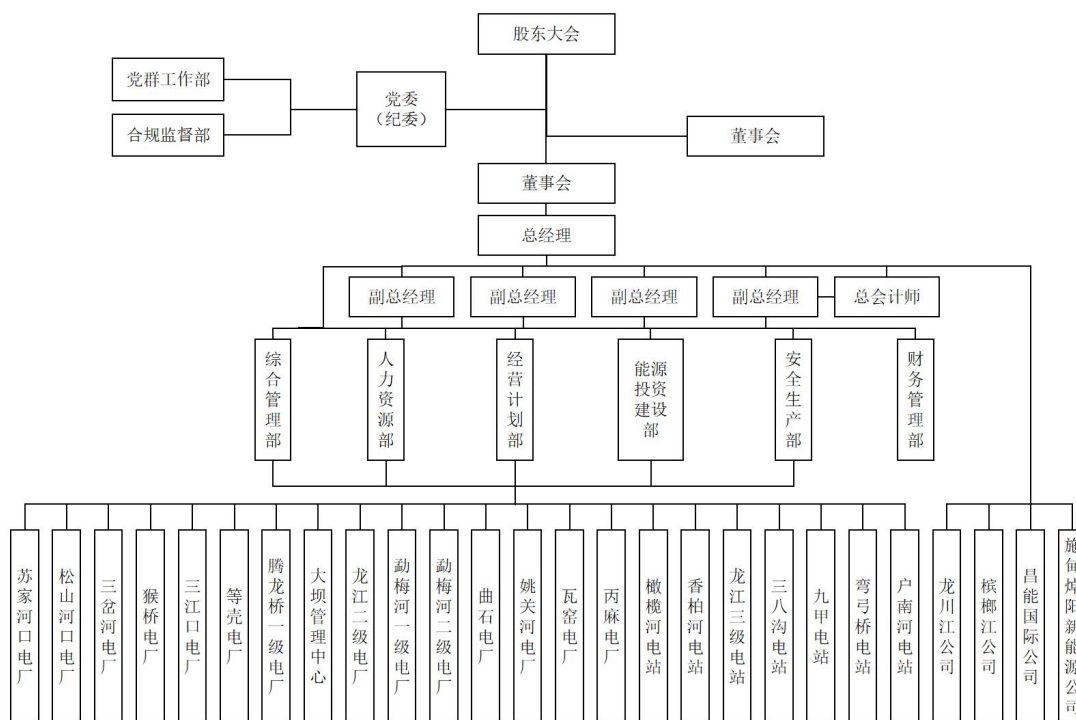 股东大会
党群工作部
党委
（纪委）
合规监督部
董事会
董事会
总经理
副总经理
副总经理
副总经理
副总经理
总会计师
综合管理部
人力资源部
经营计划部
能源
投资
建设
部
安全生产部
财务管理部
苏家河口电厂
松山河口电厂
三岔河电厂
猴桥电厂
三江口电厂
等壳电厂
腾龙桥一级电厂
大坝管理中心
龙江二级电厂
勐梅河一级电厂
勐梅河二级电厂
曲石电厂
姚关河电厂
瓦窑电厂
丙麻电厂
橄榄河电站
香柏河电站
龙江三级电站
三八沟电站
九甲电站
弯弓桥电站
户南河电站
龙川江公司
槟榔江公司
昌能国际公司
施甸焯阳新能源公司